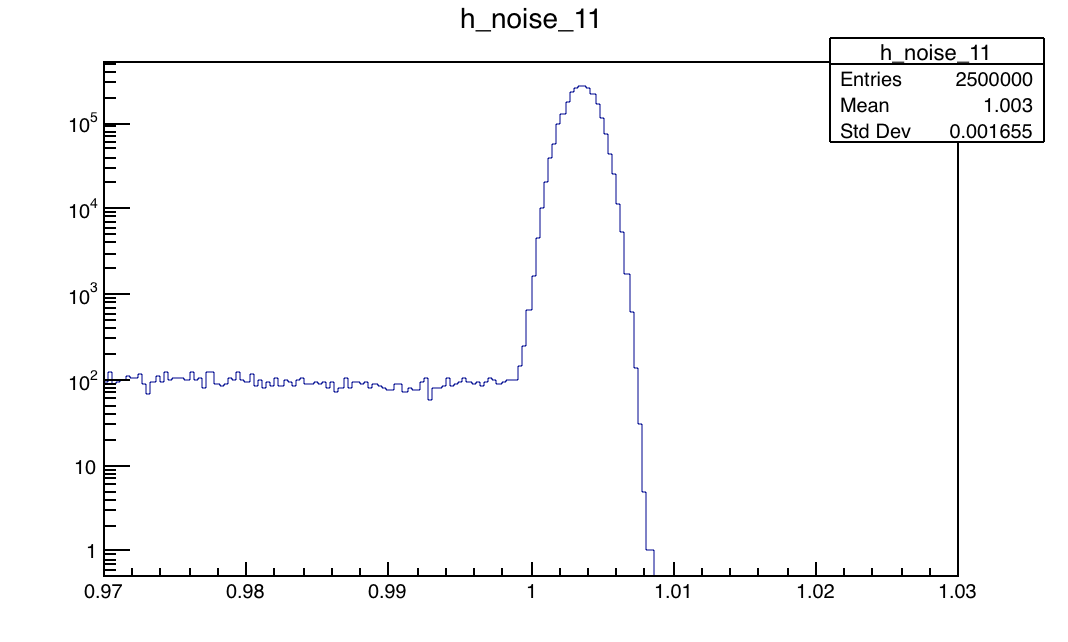 h_noise_11
h_noise_11
Entries 2500000
Mean 1.003
Std Dev 0.001655
10^5
10^4
10^3
10^2
10
1
0.97 0.98 0.99 1 1.01 1.02 1.03